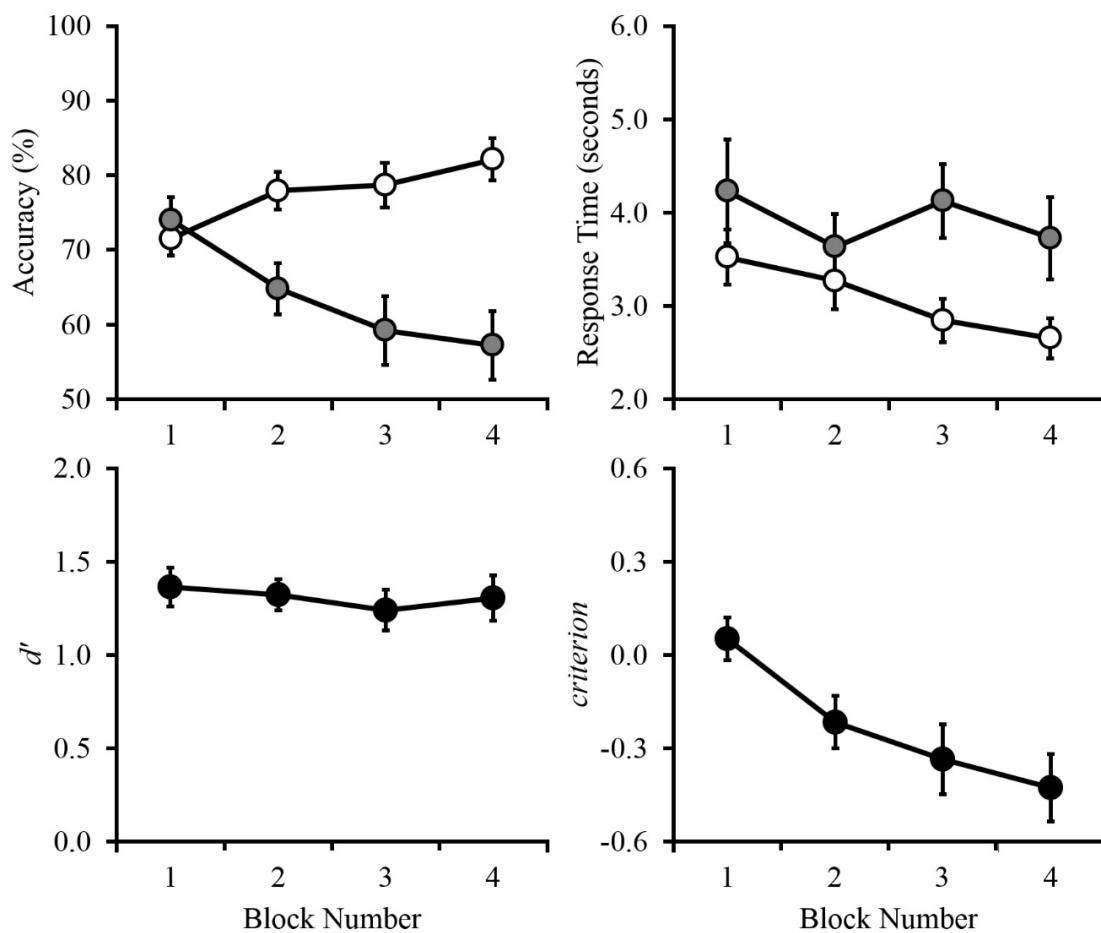 Accuracy (%)
100
90
80
70
60
50
1 2 3 4
Response Time (seconds)
6.0
5.0
4.0
3.0
2.0
1 2 3 4
d'
2.0
1.5
1.0
0.5
0.0
1 2 3 4
Block Number
criterion
0.6
0.3
0.0
-0.3
-0.6
1 2 3 4
Block Number